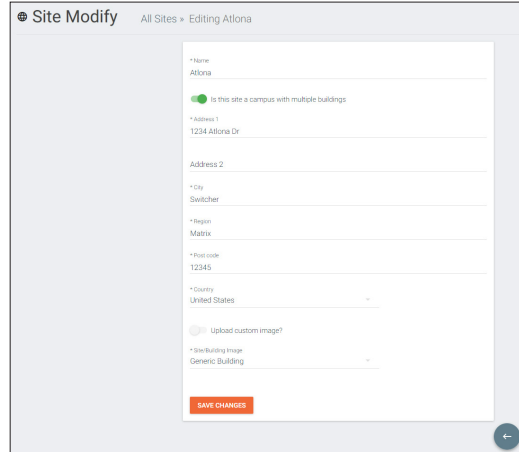 Site Modify All Sites » Editing Atlona
* Name
Atlona
Is this site a campus with multiple buildings
* Address 1
1234 Atlona Dr
Address 2
* City
Switcher
* Region
Matrix
* Post code
12345
* Country
United States
Upload custom image?
* Site/Building Image
Generic Building
SAVE CHANGES